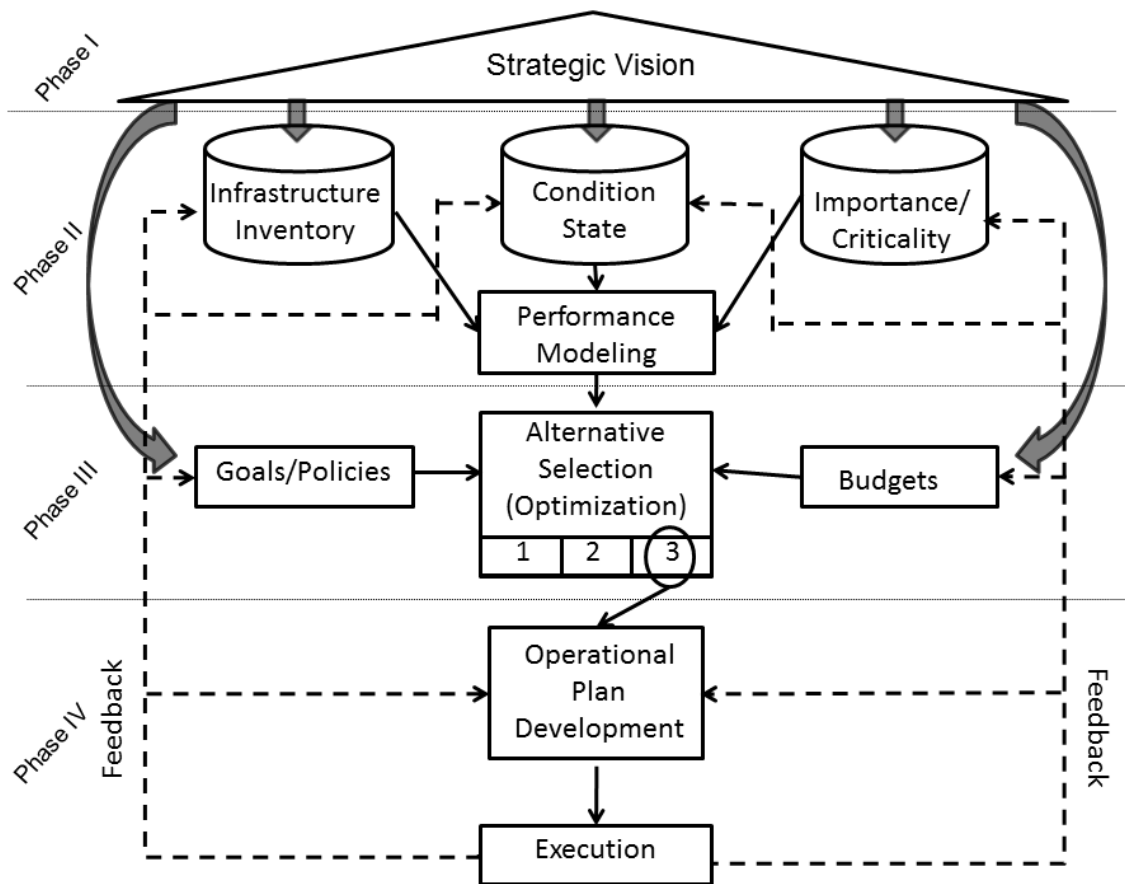 Phase I
Strategic Vision
Phase II
Infrastructure
Inventory
Condition
State
Importance/
Criticality
Performance
Modeling
Phase III
Goals/Policies
Alternative
Selection
(Optimization)
Budgets
1 2 3
Phase IV
Feedback
Operational
Plan
Development
Feedback
Execution